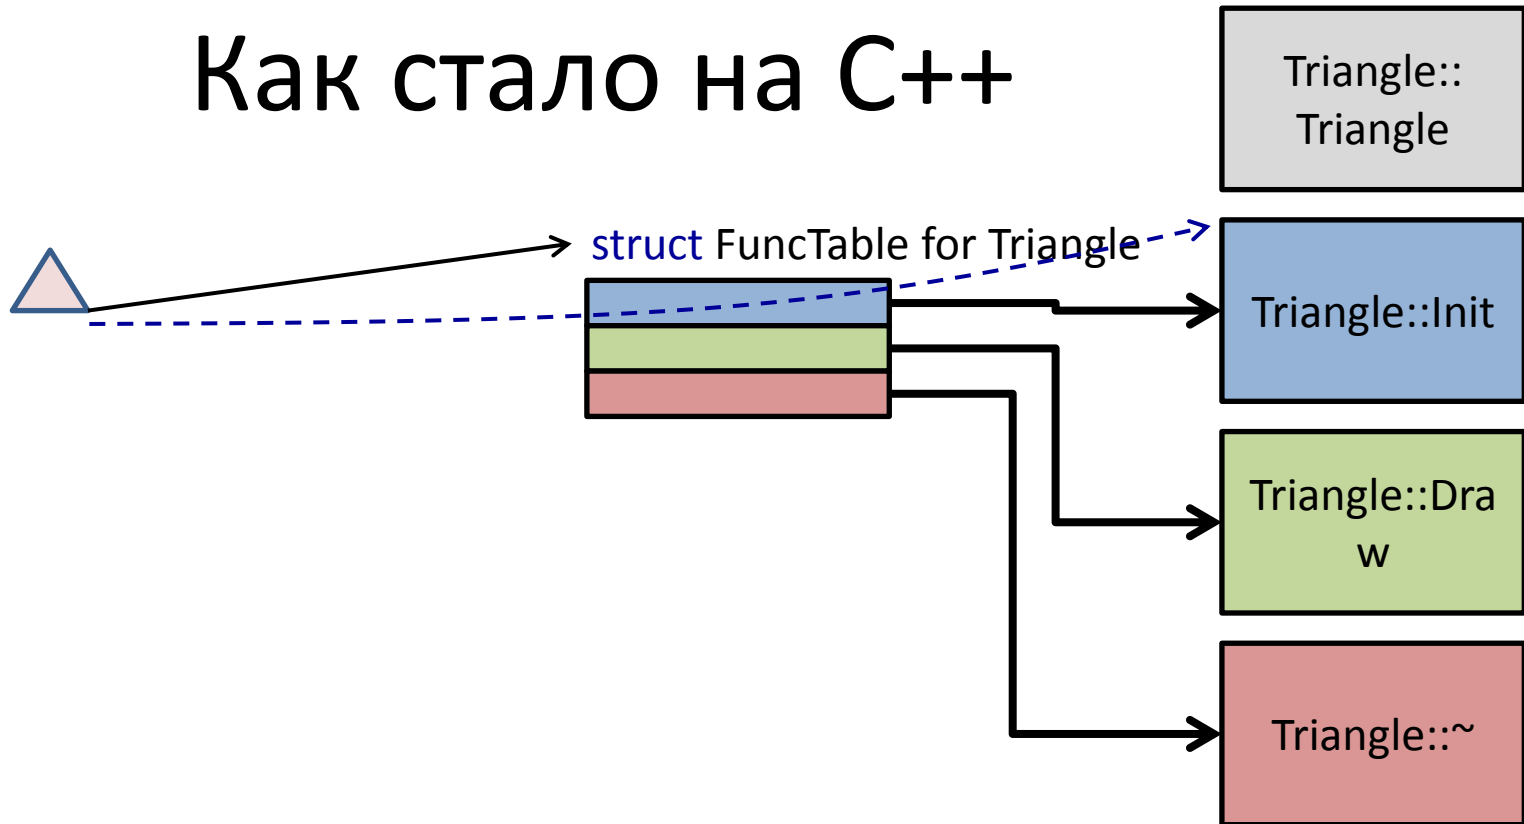 Как стало на C++
Triangle::
Triangle
struct FuncTable for Triangle
Triangle::Init
Triangle::Dra
w
Triangle::~